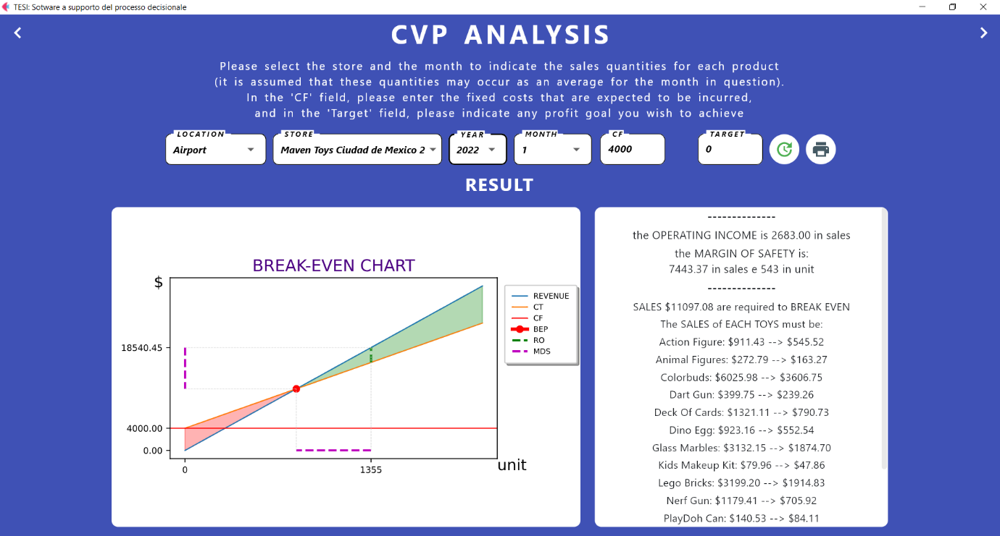 TESI: Sotware a supporto del processo decisionale
CVP ANALYSIS
Please select the store and the month to indicate the sales quantities for each product
(it is assumed that these quantities may occur as an average for the month in question).
In the 'CF' field, please enter the fixed costs that are expected to be incurred,
and in the 'Target' field, please indicate any profit goal you wish to achieve
LOCATION
Airport
STORE
Maven Toys Ciudad de Mexico 2
YEAR
2022
MONTH
1
CF
4000
TARGET
0
RESULT
BREAK-EVEN CHART
$
18540.45
4000.00
0.00
0
1355
unit
REVENUE
CT
CF
BEP
RO
MDS
--------------
the OPERATING INCOME is 2683.00 in sales
the MARGIN OF SAFETY is:
7443.37 in sales e 543 in unit
--------------
SALES $11097.08 are required to BREAK EVEN
The SALES of EACH TOYS must be:
Action Figure: $911.43 --> $545.52
Animal Figures: $272.79 --> $163.27
Colorbuds: $6025.98 --> $3606.75
Dart Gun: $399.75 --> $239.26
Deck Of Cards: $1321.11 --> $790.73
Dino Egg: $923.16 --> $552.54
Glass Marbles: $3132.15 --> $1874.70
Kids Makeup Kit: $79.96 --> $47.86
Lego Bricks: $3199.20 --> $1914.83
Nerf Gun: $1179.41 --> $705.92
PlayDoh Can: $140.53 --> $84.11